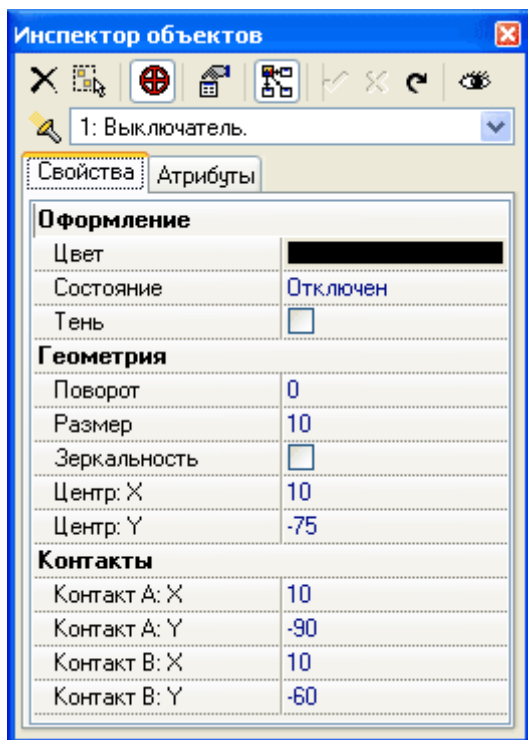 Инспектор объектов
1: Выключатель.
Свойства Атрибуты
Оформление
Цвет
Состояние Отключен
Тень
Геометрия
Поворот 0
Размер 10
Зеркальность
Центр: X 10
Центр: Y -75
Контакты
Контакт A: X 10
Контакт A: Y -90
Контакт B: X 10
Контакт B: Y -60